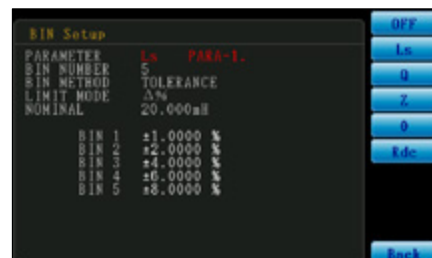 BIN Setup
PARAMETER Ls PARA-1.
BIN NUMBER 5
BIN METHOD TOLERANCE
LIMIT MODE Δ%
NOMINAL 20.000mH
BIN 1 ±1.0000 %
BIN 2 ±2.0000 %
BIN 3 ±4.0000 %
BIN 4 ±6.0000 %
BIN 5 ±8.0000 %
OFF
Ls
Q
Z
Rdc
Back